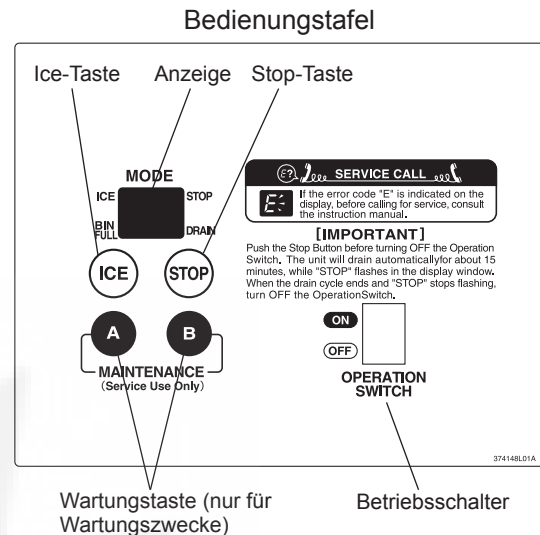 Bedienungstafel
Ice-Taste
Anzeige
Stop-Taste
MODE
ICE
STOP
BIN
FULL
DRAIN
ICE
STOP
A
B
MAINTENANCE
(Service Use Only)
E? SERVICE CALL
E
If the error code "E" is indicated on the
display, before calling for service, consult
the instruction manual.
[IMPORTANT]
Push the Stop Button before turning OFF the Operation
Switch. The unit will drain automaticallyfor about 15
minutes, while "STOP" flashes in the display window.
When the drain cycle ends and "STOP" stops flashing,
turn OFF the OperationSwitch.
ON
OFF
OPERATION
SWITCH
374148L01A
Wartungstaste (nur für
Wartungszwecke)
Betriebsschalter